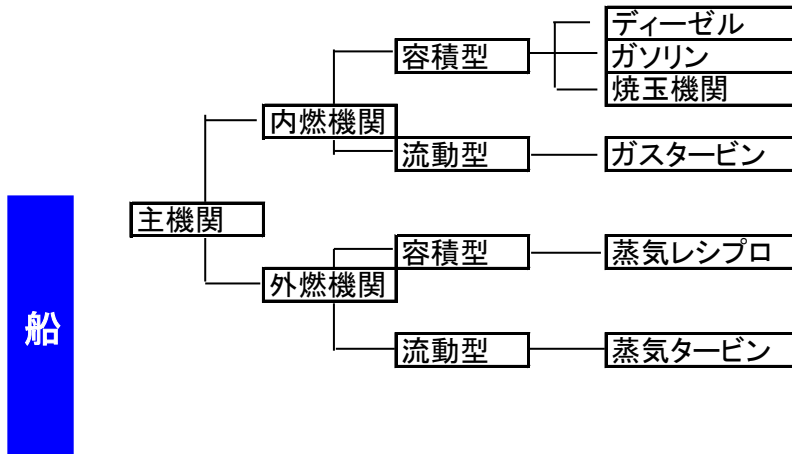 ディーゼル
容積型
ガソリン
焼玉機関
内燃機関
流動型
ガスタービン
主機関
容積型
蒸気レシプロ
外燃機関
船
流動型
蒸気タービン